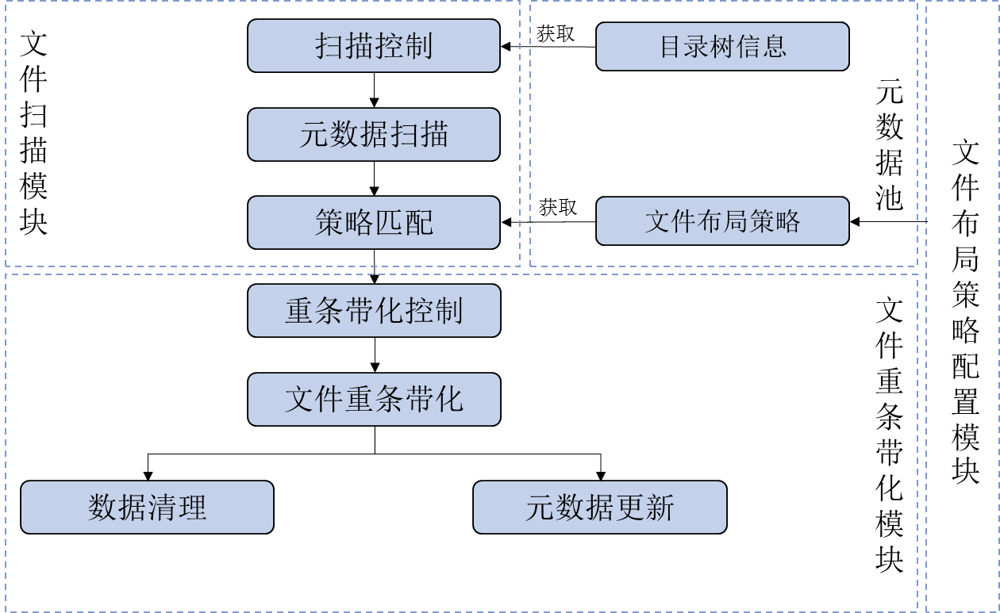 文件扫描模块
扫描控制
获取
目录树信息
元数据扫描
元数据池
策略匹配
获取
文件布局策略
文件布局策略配置模块
重条带化控制
文件重条带化
文件重条带化模块
数据清理
元数据更新